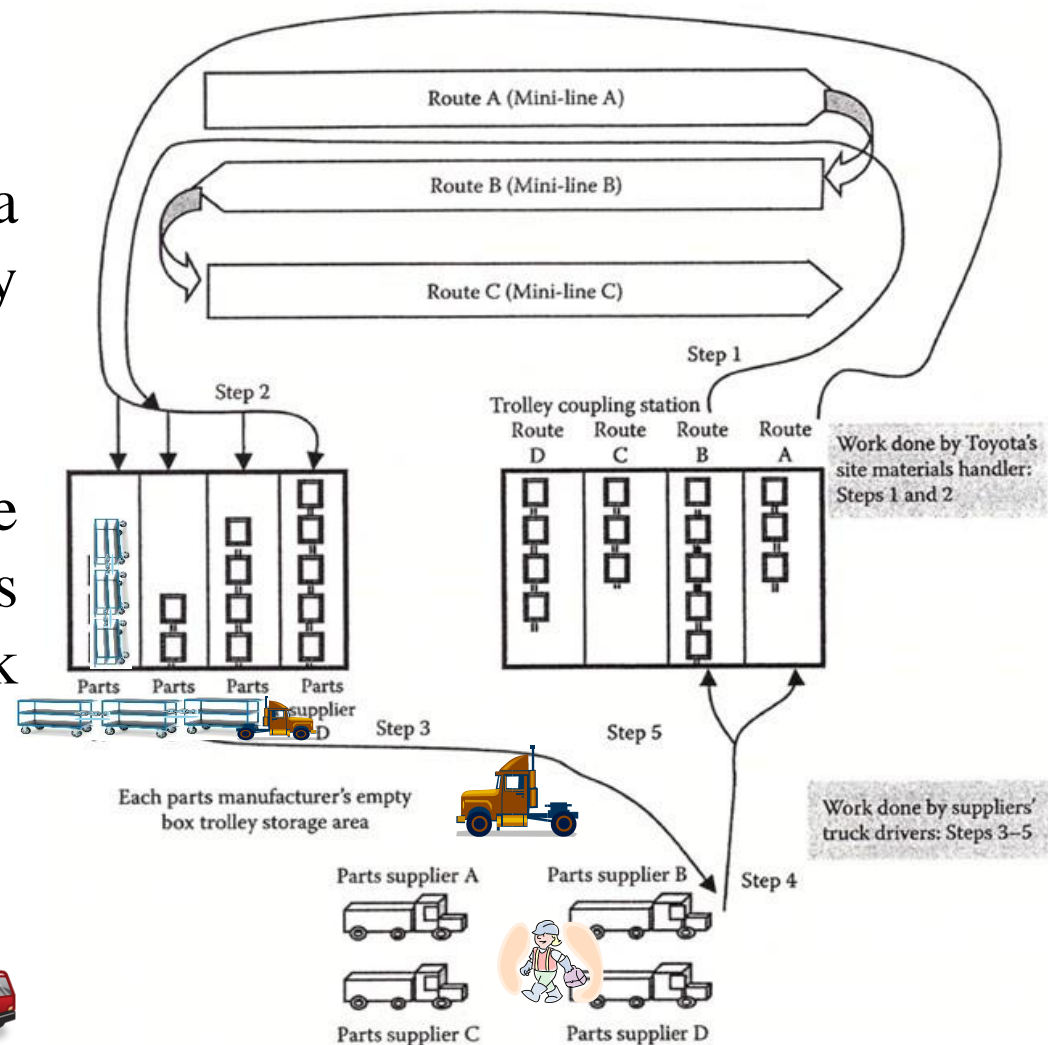 Route A (Mini-line A)
Route B (Mini-line B)
a
y
Route C (Mini-line C)
Step 1
Step 2
Trolley coupling station
Route
D
Route
C
Route
B
Route
A
Work done by Toyota's
site materials handler:
Steps 1 and 2
e
s
k
Parts
Parts
Parts
Parts
supplier
D
Step 3
Step 5
Each parts manufacturer's empty
box trolley storage area
Work done by suppliers'
truck drivers: Steps 3–5
Parts supplier A
Parts supplier B
Step 4
Parts supplier C
Parts supplier D